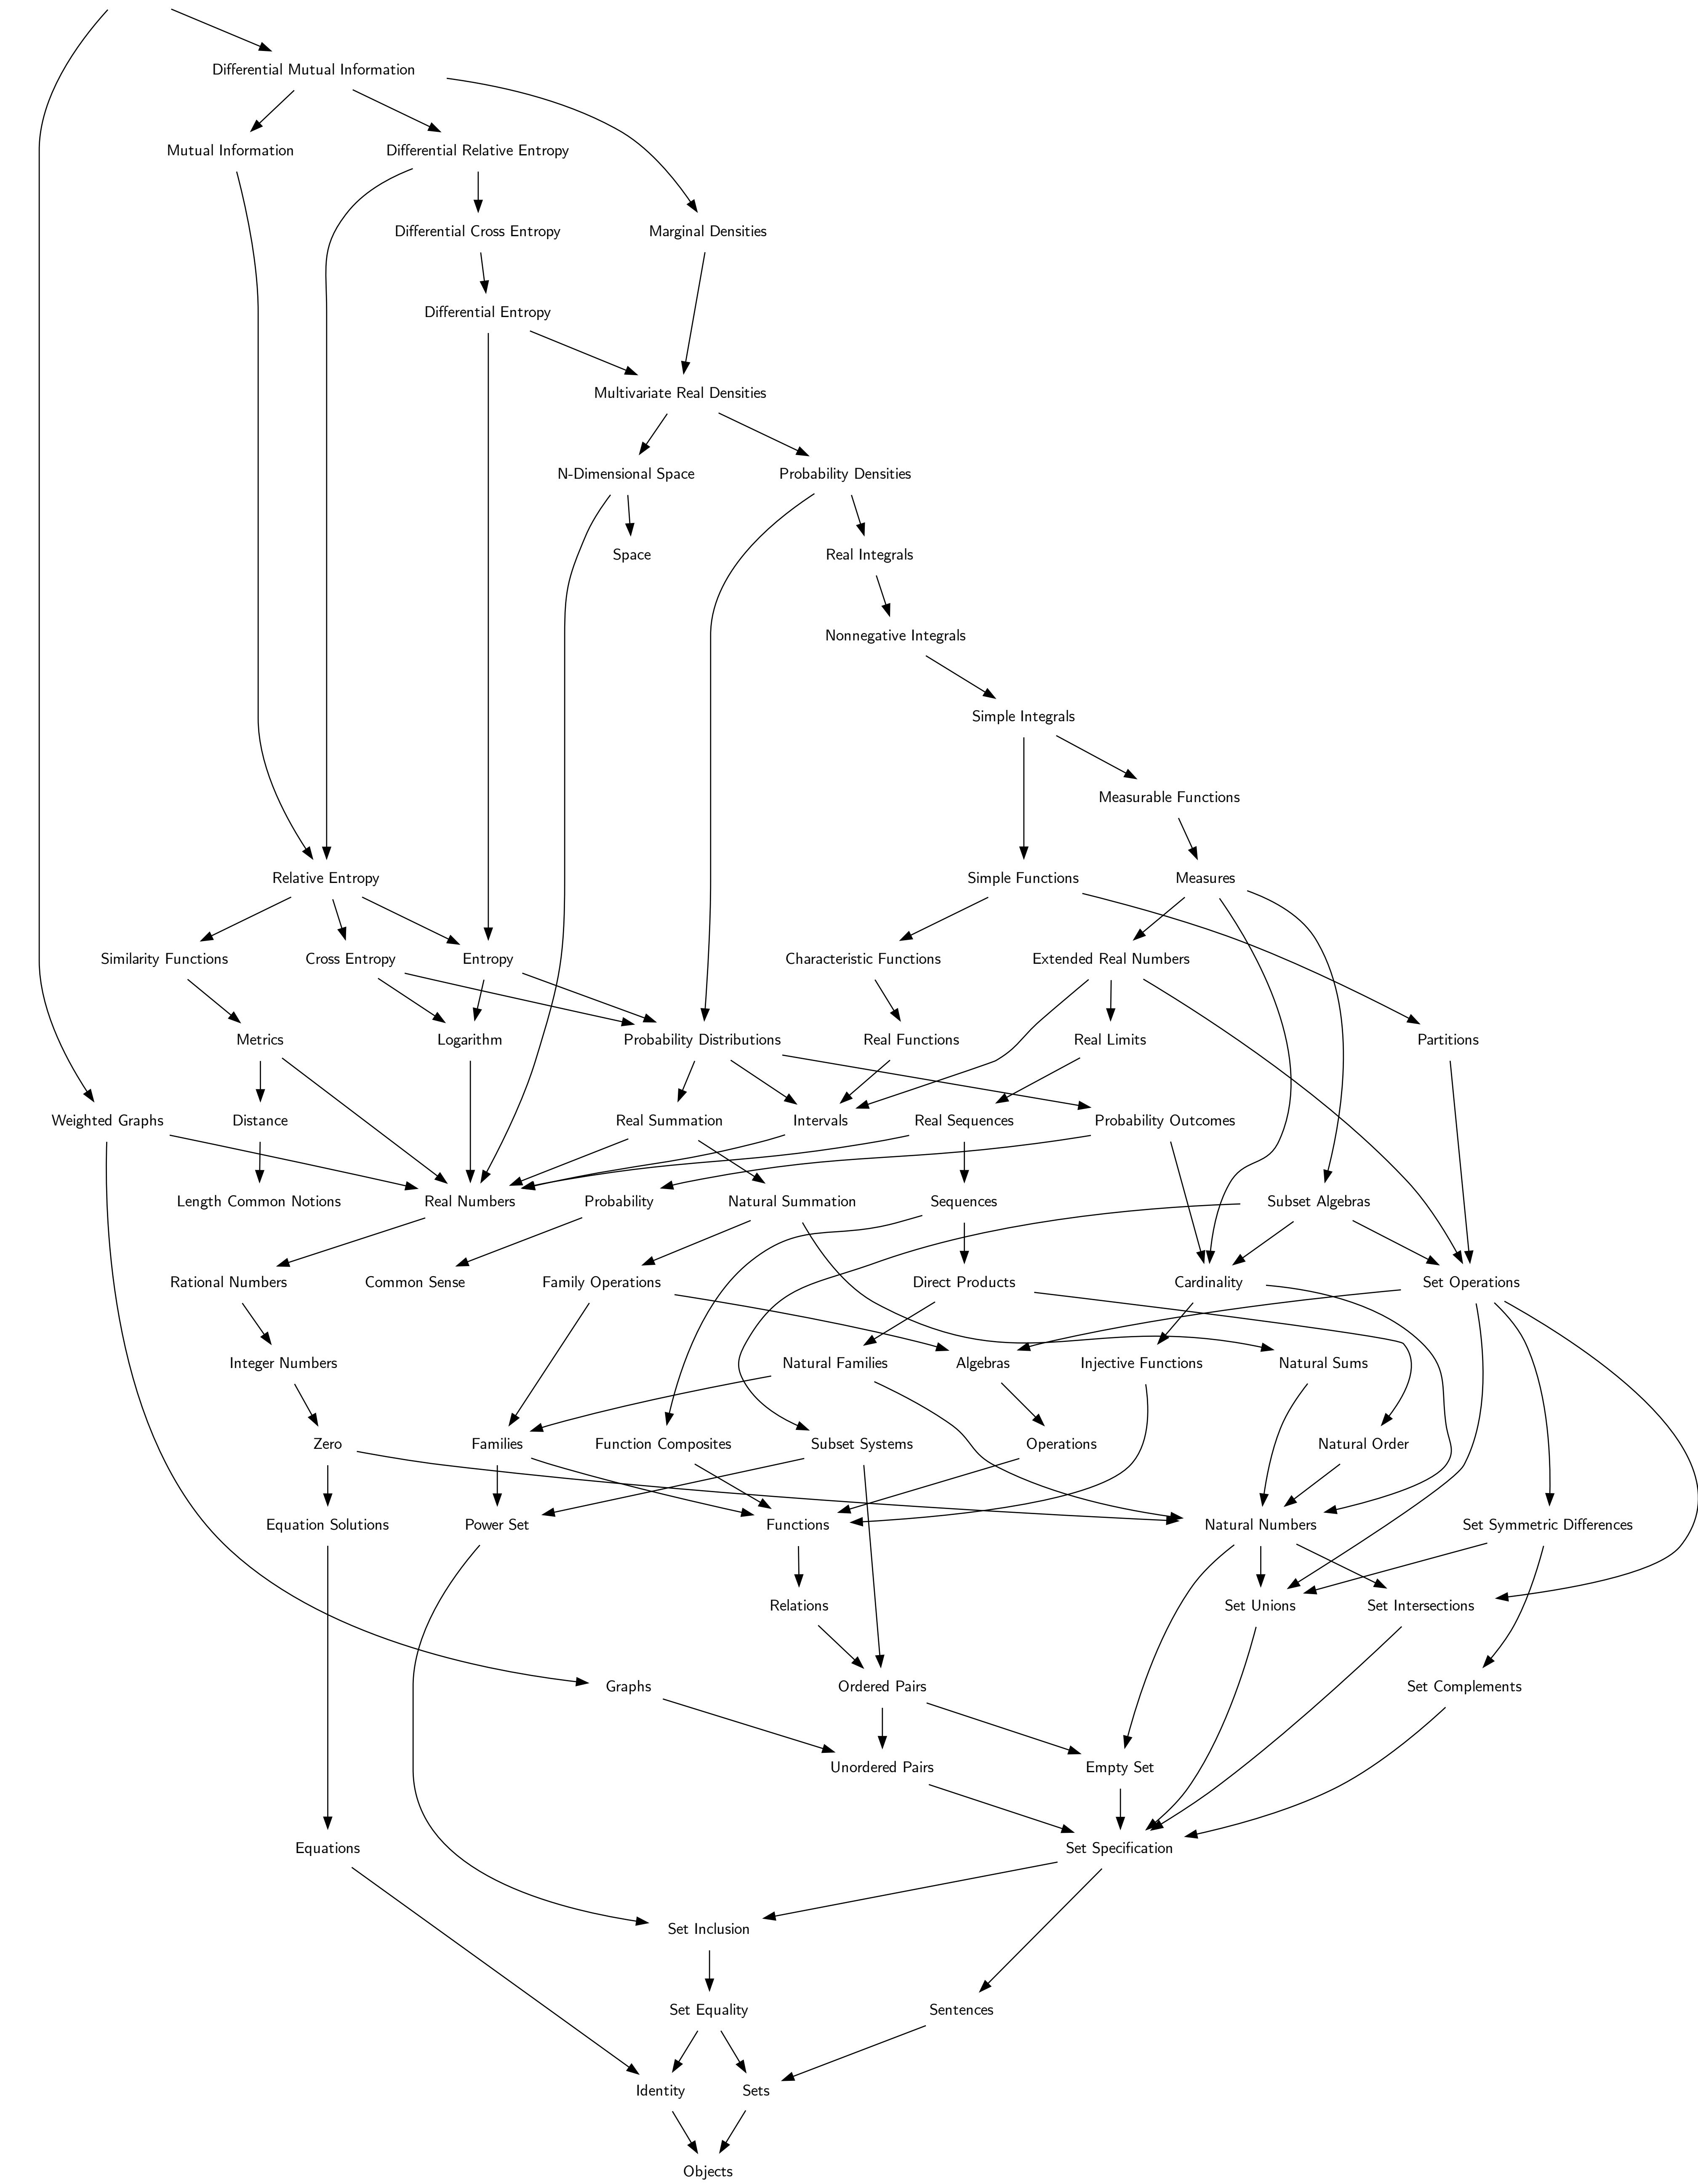 Differential Mutual Information
Mutual Information
Differential Relative Entropy
Differential Cross Entropy
Marginal Densities
Differential Entropy
Multivariate Real Densities
N-Dimensional Space
Probability Densities
Space
Real Integrals
Nonnegative Integrals
Simple Integrals
Measurable Functions
Relative Entropy
Simple Functions
Measures
Similarity Functions
Cross Entropy
Entropy
Characteristic Functions
Extended Real Numbers
Metrics
Logarithm
Probability Distributions
Real Functions
Real Limits
Partitions
Weighted Graphs
Distance
Real Summation
Intervals
Real Sequences
Probability Outcomes
Length Common Notions
Real Numbers
Probability
Natural Summation
Sequences
Subset Algebras
Rational Numbers
Common Sense
Family Operations
Direct Products
Cardinality
Set Operations
Integer Numbers
Natural Families
Algebras
Injective Functions
Natural Sums
Zero
Families
Function Composites
Subset Systems
Operations
Natural Order
Equation Solutions
Power Set
Functions
Natural Numbers
Set Symmetric Differences
Relations
Set Unions
Set Intersections
Graphs
Ordered Pairs
Set Complements
Unordered Pairs
Empty Set
Equations
Set Specification
Set Inclusion
Set Equality
Sentences
Identity
Sets
Objects